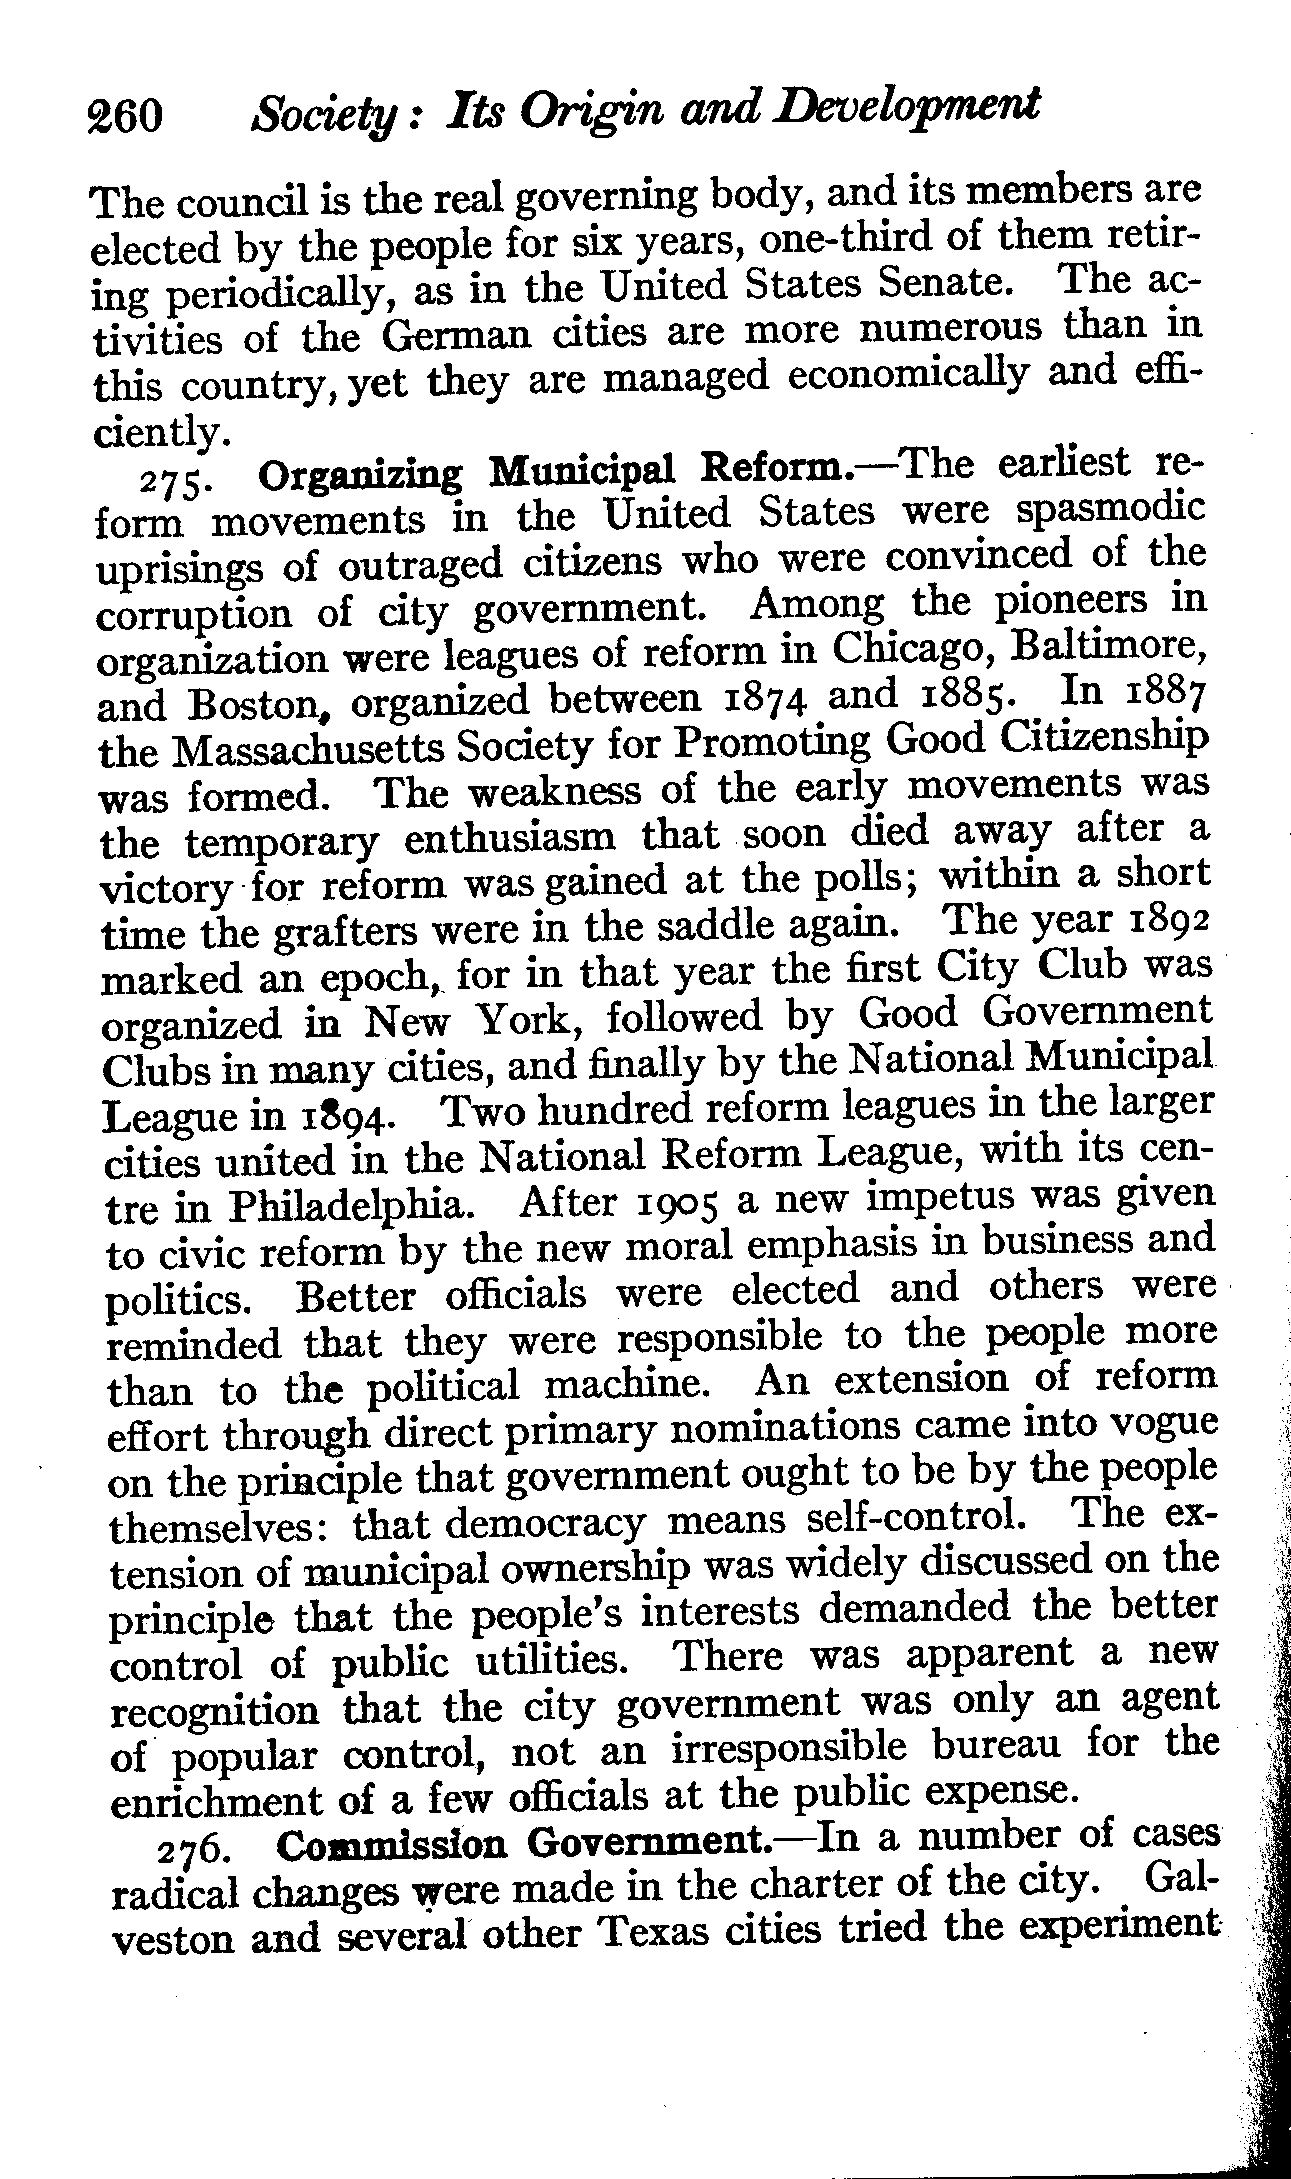 260 Society: Its Origin and Development
The council is the real governing body, and its members are
elected by the people for six years, one-third of them retir-
ing periodically, as in the United States Senate. The ac-
tivities of the German cities are more numerous than in
this country, yet they are managed economically and effi-
ciently.
275. Organizing Municipal Reform.—The earliest re-
form movements in the United States were spasmodic
uprisings of outraged citizens who were convinced of the
corruption of city government. Among the pioneers in
organization were leagues of reform in Chicago, Baltimore,
and Boston, organized between 1874 and 1885. In 1887
the Massachusetts Society for Promoting Good Citizenship
was formed. The weakness of the early movements was
the temporary enthusiasm that soon died away after a
victory for reform was gained at the polls; within a short
time the grafters were in the saddle again. The year 1892
marked an epoch, for in that year the first City Club was
organized in New York, followed by Good Government
Clubs in many cities, and finally by the National Municipal
League in 1894. Two hundred reform leagues in the larger
cities united in the National Reform League, with its cen-
tre in Philadelphia. After 1905 a new impetus was given
to civic reform by the new moral emphasis in business and
politics. Better officials were elected and others were
reminded that they were responsible to the people more
than to the political machine. An extension of reform
effort through direct primary nominations came into vogue
on the principle that government ought to be by the people
themselves: that democracy means self-control. The ex-
tension of municipal ownership was widely discussed on the
principle that the people's interests demanded the better
control of public utilities. There was apparent a new
recognition that the city government was only an agent
of popular control, not an irresponsible bureau for the
enrichment of a few officials at the public expense.
276. Commission Government.—In a number of cases
radical changes were made in the charter of the city. Gal-
veston and several other Texas cities tried the experiment